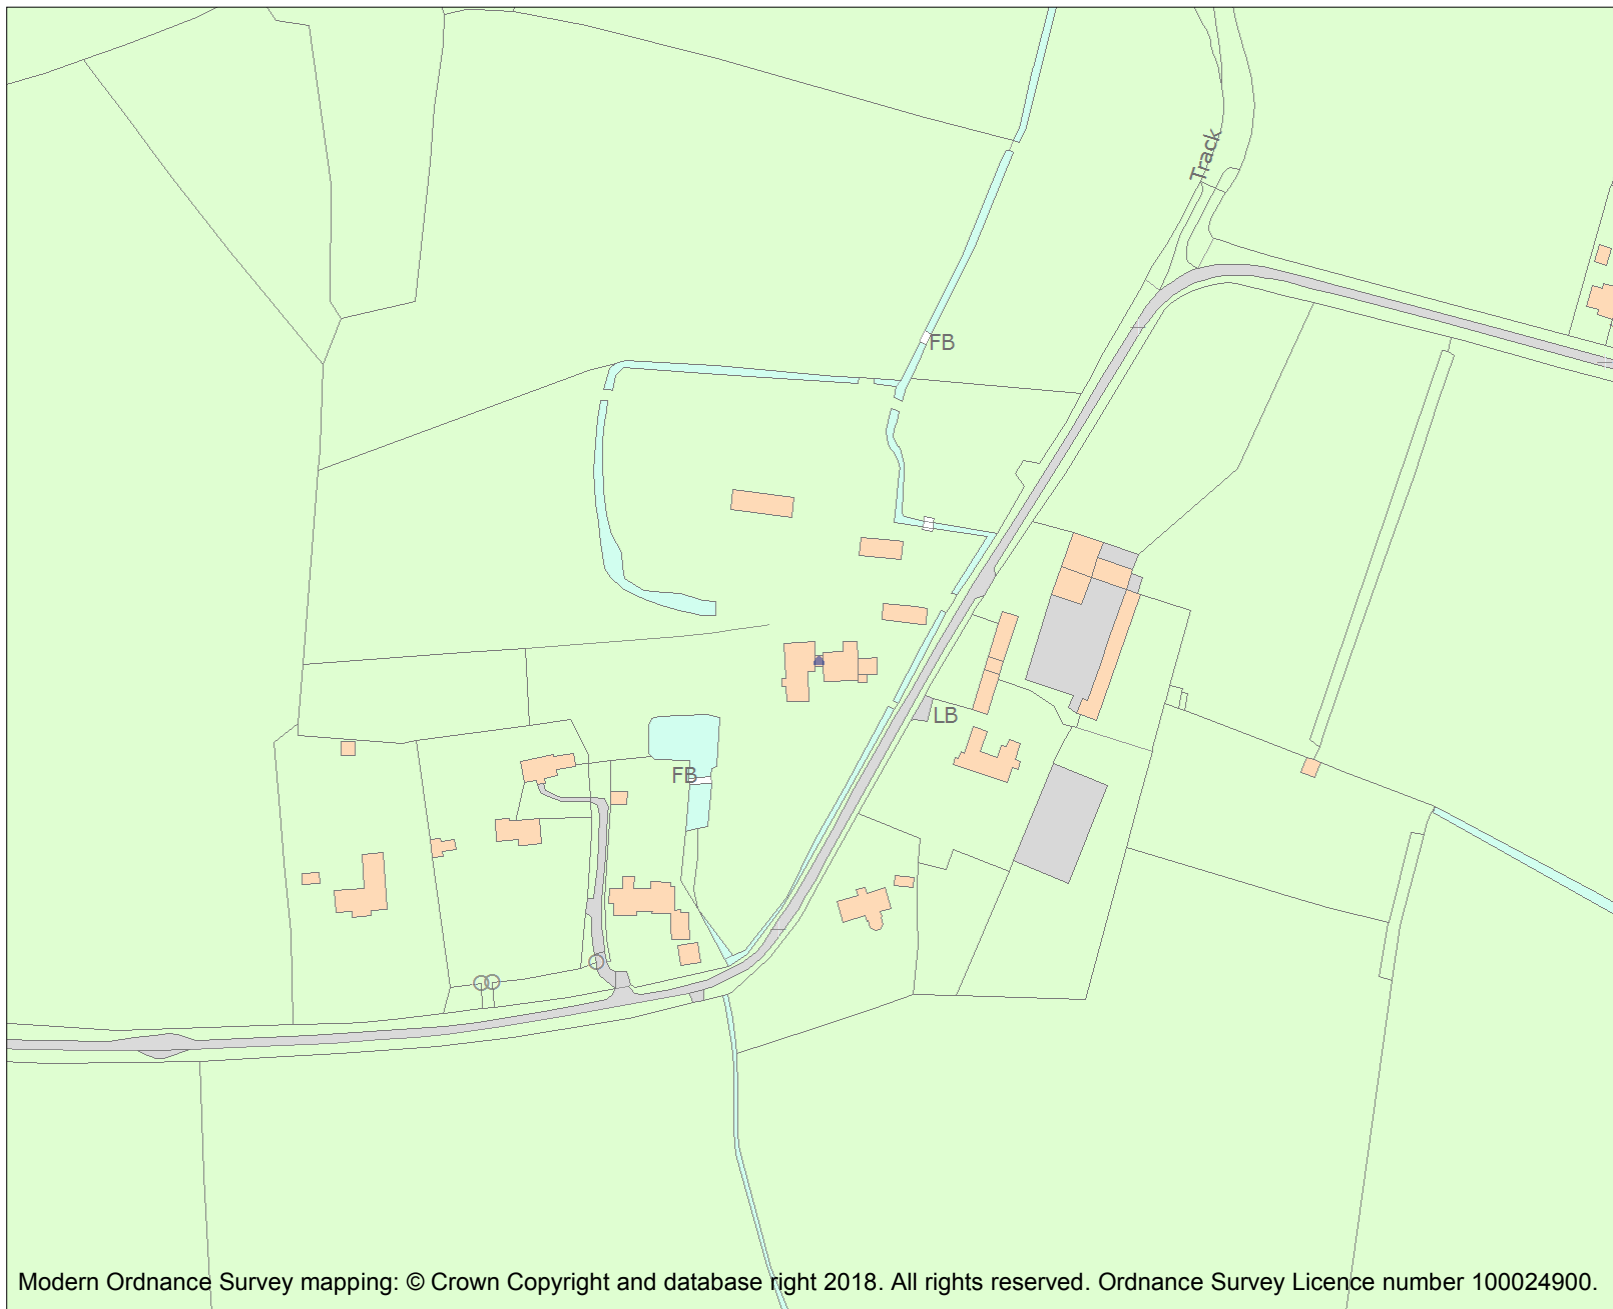 Track
FB
LB
FB
Modern Ordnance Survey mapping: © Crown Copyright and database right 2018. All rights reserved. Ordnance Survey Licence number 100024900.